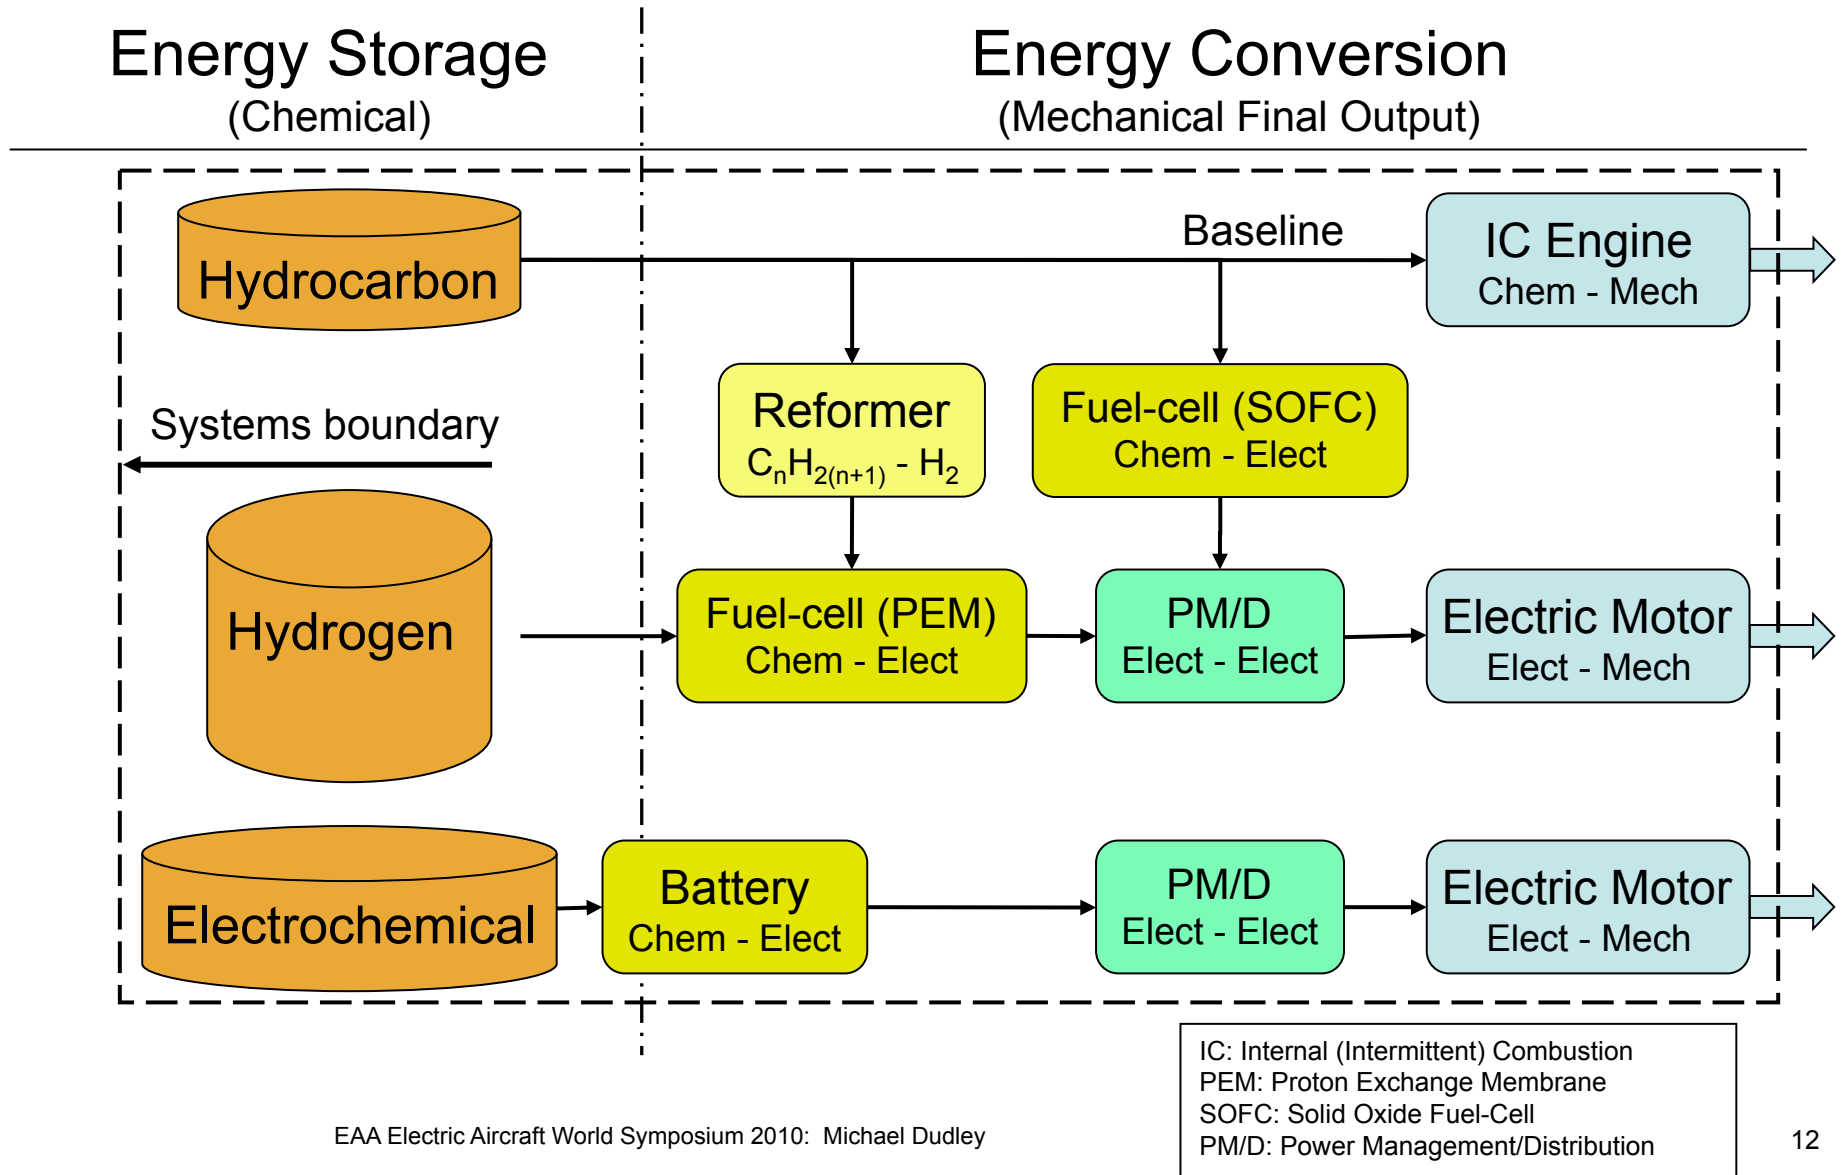 Energy Storage
(Chemical)
Energy Conversion
(Mechanical Final Output)
Hydrocarbon
Baseline
IC Engine
Chem - Mech
Systems boundary
Reformer
CₙH₂₍ₙ₊₁₎ - H₂
Fuel-cell (SOFC)
Chem - Elect
Hydrogen
Fuel-cell (PEM)
Chem - Elect
PM/D
Elect - Elect
Electric Motor
Elect - Mech
Electrochemical
Battery
Chem - Elect
PM/D
Elect - Elect
Electric Motor
Elect - Mech
IC: Internal (Intermittent) Combustion
PEM: Proton Exchange Membrane
SOFC: Solid Oxide Fuel-Cell
PM/D: Power Management/Distribution
EAA Electric Aircraft World Symposium 2010:  Michael Dudley
12